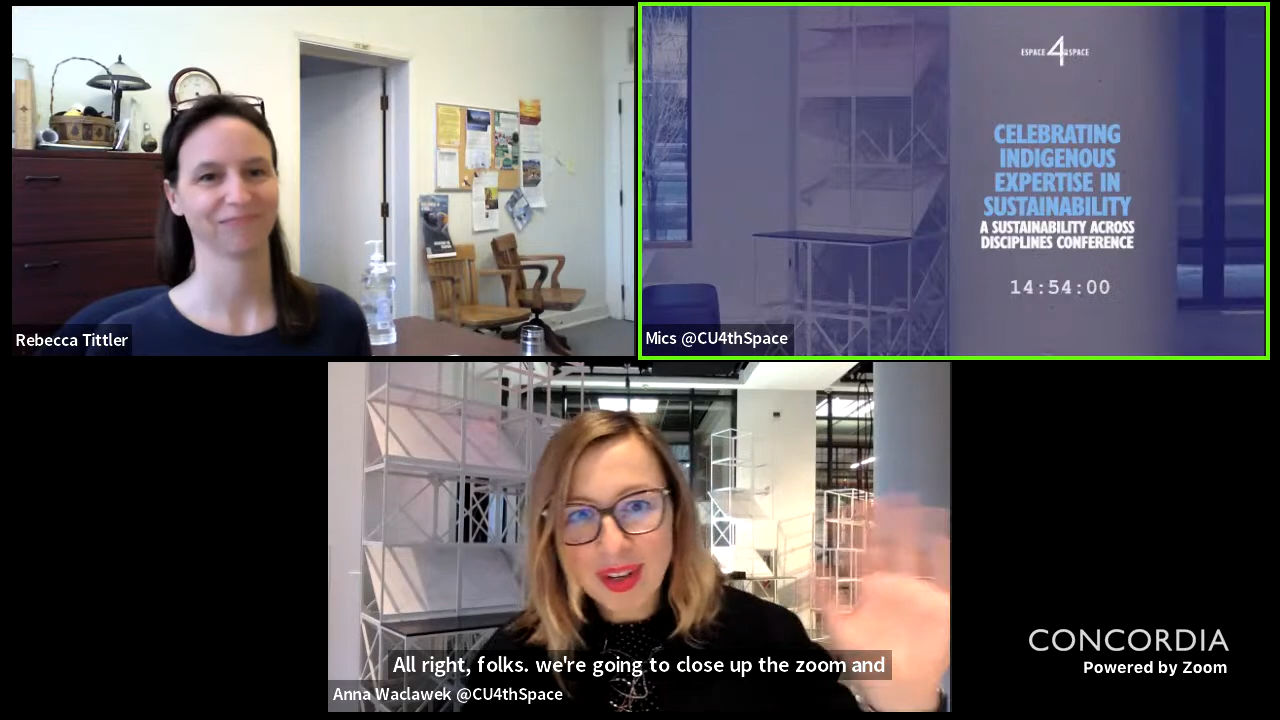 ESPACE 4 SPACE
CELEBRATING
INDIGENOUS
EXPERTISE IN
SUSTAINABILITY
A SUSTAINABILITY ACROSS
DISCIPLINES CONFERENCE
14:54:00
Rebecca Tittler
Mics @CU4thSpace
All right, folks. we're going to close up the zoom and
Anna Waclawek @CU4thSpace
CONCORDIA
Powered by Zoom